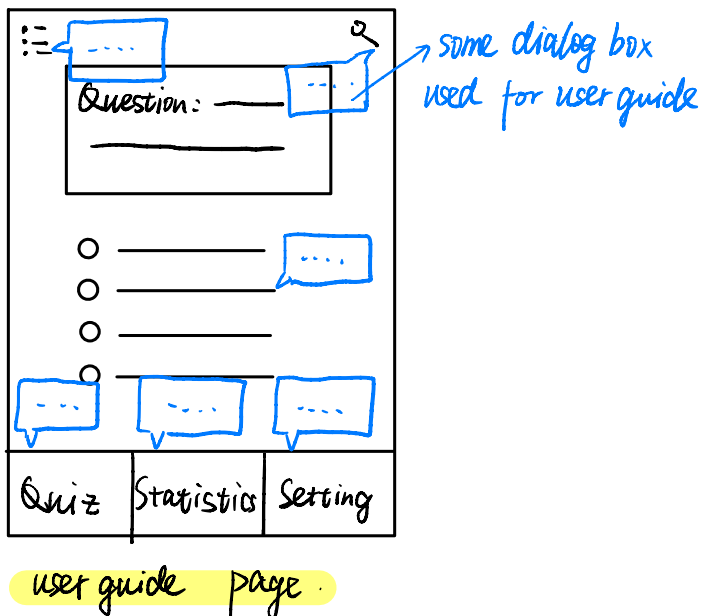 some dialog box
used for user guide
Question:
Quiz
Statistics
Setting
user guide page.